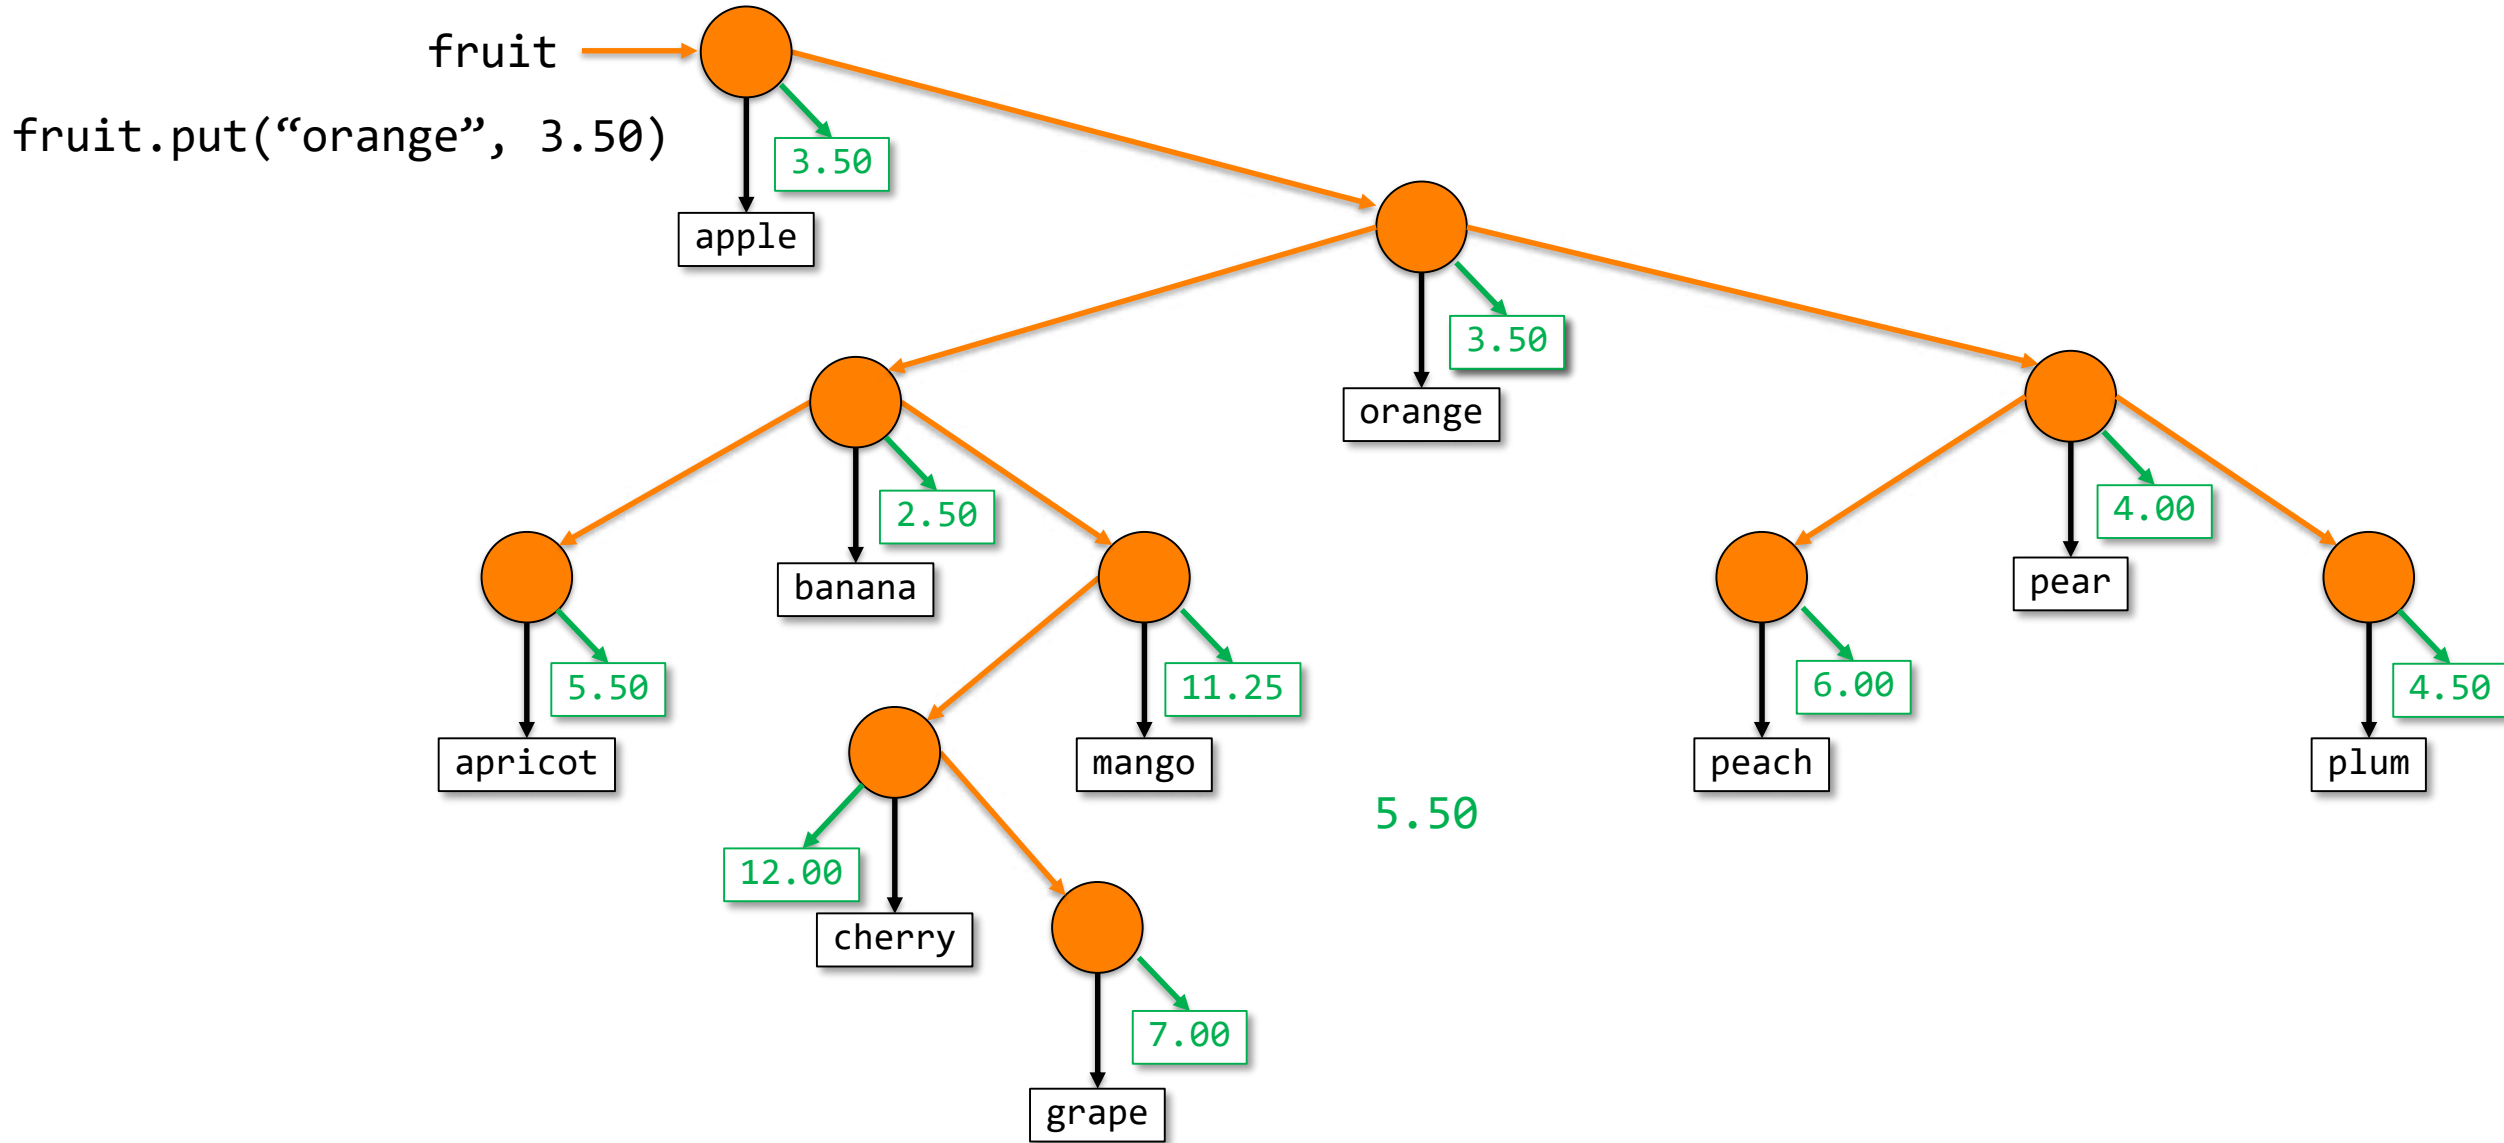 fruit
fruit.put(“orange”, 3.50)
3.50
apple
3.50
orange
2.50
banana
4.00
pear
5.50
apricot
11.25
mango
6.00
peach
4.50
plum
5.50
12.00
cherry
7.00
grape